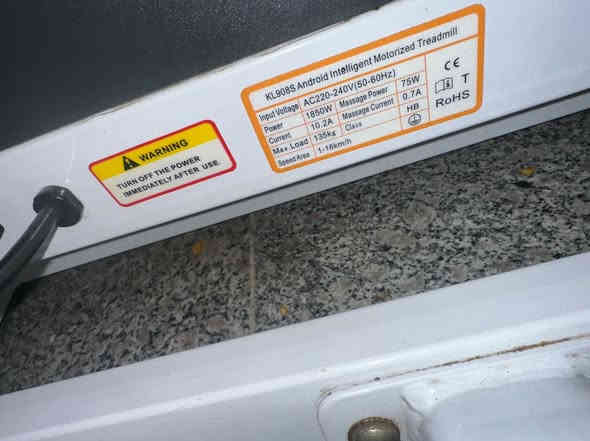 KL908S Android Intelligent Motorized Treadmill
Input Voltage AC220-240V(50-60Hz)
Power 1850W Massage Power 75W
Current 10.2A Massage Current 0.7A
Max Load 135kg Class HB
Speed Area 1-16km/h
CE
T
RoHS
WARNING
TURN OFF THE POWER
IMMEDIATELY AFTER USE.